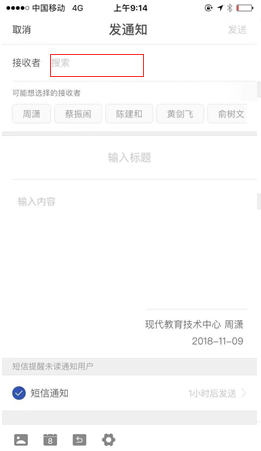 中国移动 4G 上午9:14
取消 发通知 发送
接收者 搜索
可能想选择的接收者
周潇 蔡振闹 陈建和 黄剑飞 俞树文
输入标题
输入内容
现代教育技术中心 周潇
2018-11-09
短信提醒未读通知用户
短信通知 1小时后发送
8